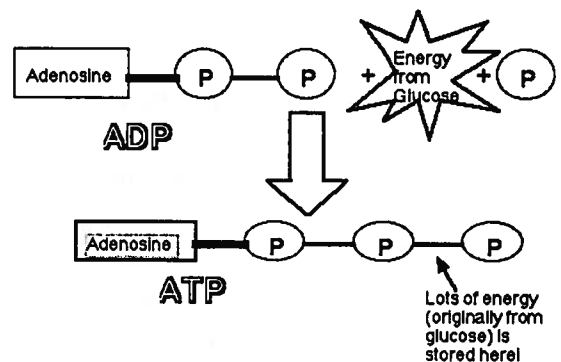 Adenosine P P + Energy from Glucose + P
ADP
Adenosine P P P
ATP
Lots of energy
(originally from
glucose) is
stored here!